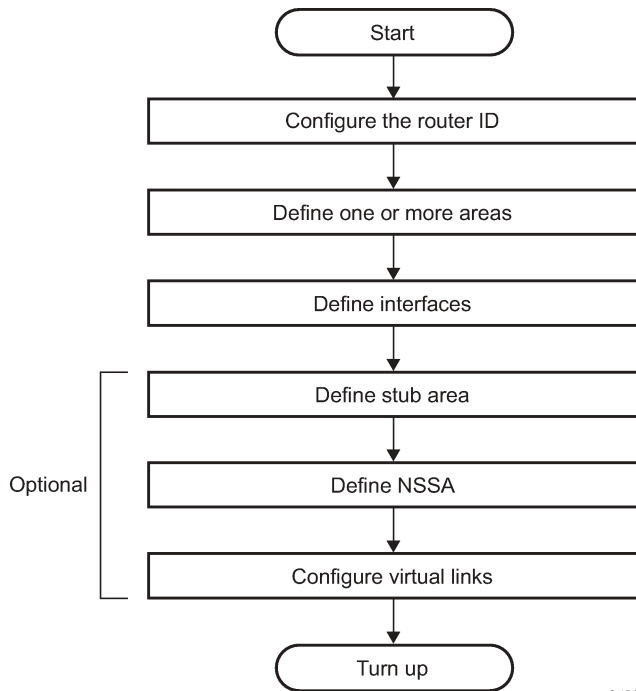 Start
Configure the router ID
Define one or more areas
Define interfaces
Define stub area
Optional
Define NSSA
Configure virtual links
Turn up